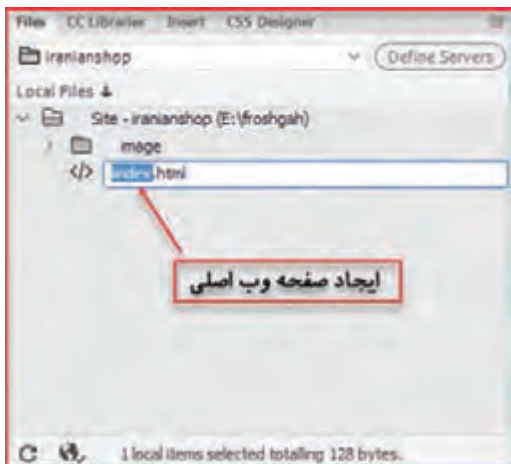 Files CC Libraries Insert CSS Designer
iranianshop Define Servers
Local Files
Site - iranianshop (E:\froshgah)
image
index.html
ایجاد صفحه وب اصلی
1 local items selected totalling 128 bytes.